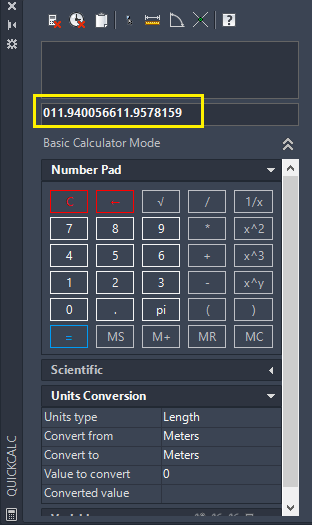 ?
011.940056611.9578159
Basic Calculator Mode
Number Pad
C ← √ / 1/x
7 8 9 * x^2
4 5 6 + x^3
1 2 3 - x^y
0 . pi ( )
= MS M+ MR MC
Scientific
Units Conversion
Units type Length
Convert from Meters
Convert to Meters
Value to convert 0
Converted value
QUICKCALC